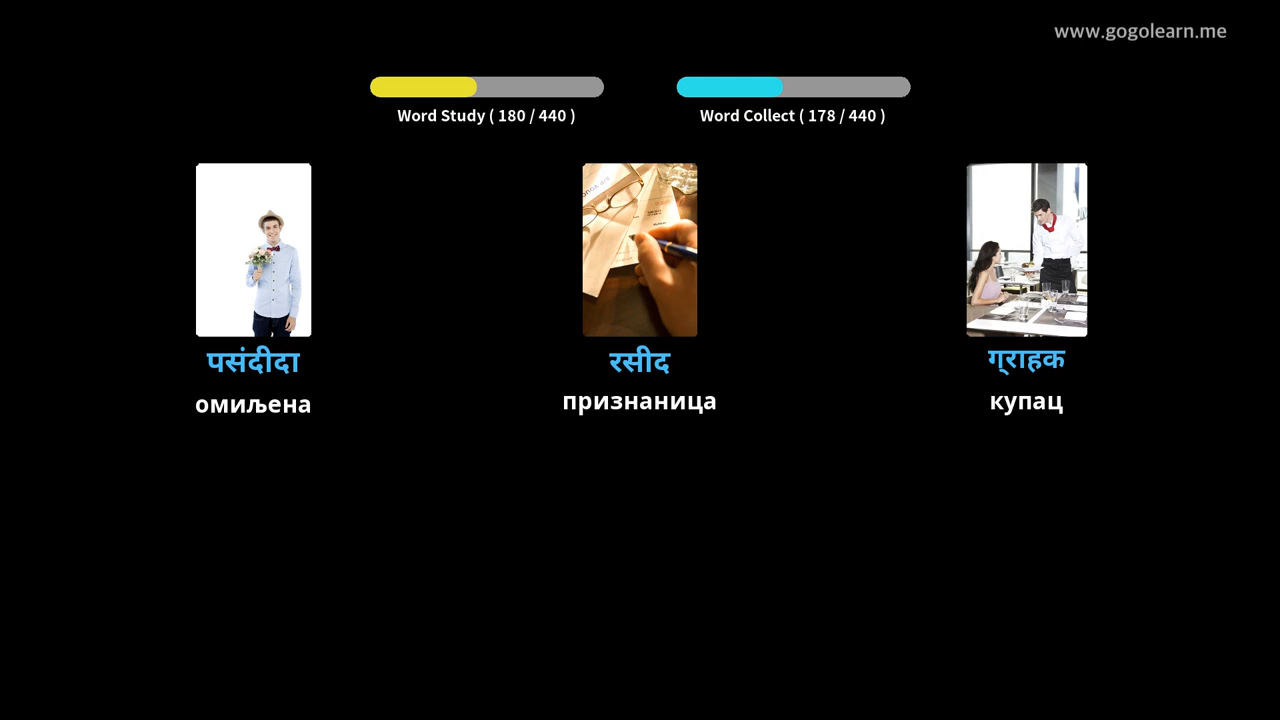 www.gogolearn.me
Word Study ( 180 / 440 )
Word Collect ( 178 / 440 )
पसंदीदा
रसीद
ग्राहक
омиљена
признаница
купац